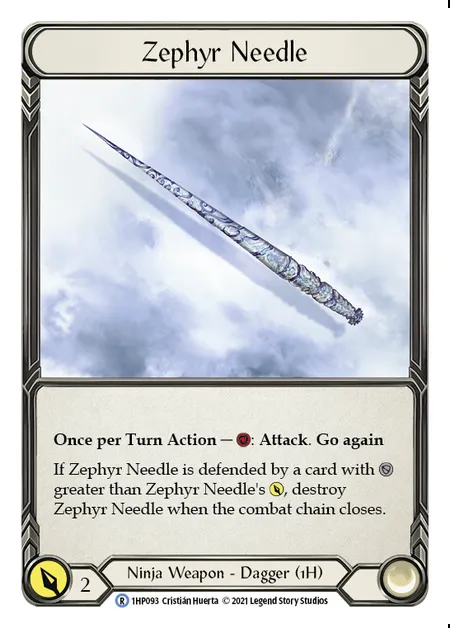 Zephyr Needle
Once per Turn Action — : Attack. Go again
If Zephyr Needle is defended by a card with
greater than Zephyr Needle's , destroy
Zephyr Needle when the combat chain closes.
2
Ninja Weapon - Dagger (1H)
R 1HP093 Cristián Huerta © 2021 Legend Story Studios